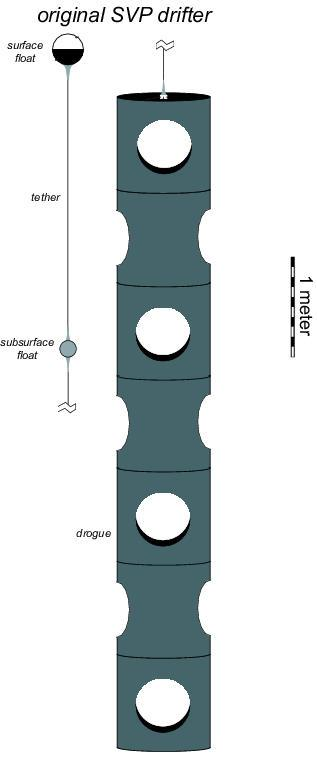 original SVP drifter
surface
float
tether
1 meter
subsurface
float
drogue